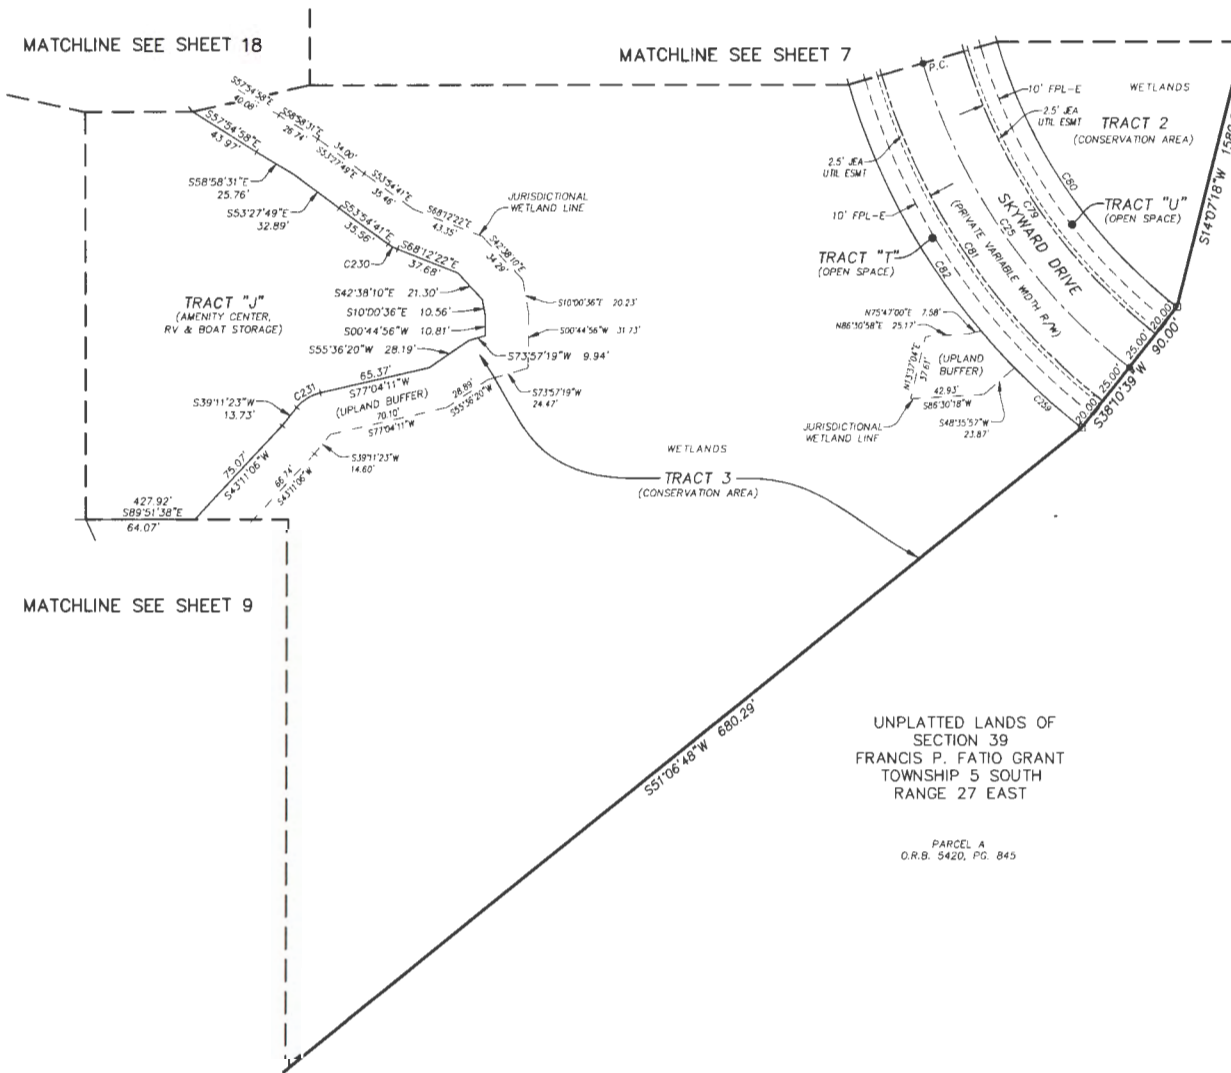 MATCHLINE SEE SHEET 18
MATCHLINE SEE SHEET 7
S57°54'58"E
40.08'
S58°58'31"E
26.74'
34.00'
S53°27'49"E
S53°54'41"E
35.46'
S68°12'22"E
43.35'
S42°38'10"E
34.29'
JURISDICTIONAL
WETLAND LINE
S57°54'58"E
43.97'
S58°58'31"E
25.76'
S53°27'49"E
32.89'
S53°54'41"E
35.56'
C230
S68°12'22"E
37.68'
S42°38'10"E 21.30'
S10°00'36"E 10.56'
S00°44'56"W 10.81'
S55°36'20"W 28.19'
S10°00'36"E 20.23'
S00°44'56"W 31.73'
S73°57'19"W 9.94'
S73°57'19"W
24.47'
TRACT "J"
(AMENITY CENTER,
RV & BOAT STORAGE)
65.37'
S77°04'11"W
C231
(UPLAND BUFFER)
28.89'
S55°36'20"W
70.10'
S77°04'11"W
S39°11'23"W
13.73'
S39°11'23"W
14.60'
75.07'
S43°11'06"W
66.74'
S43°11'06"W
427.92'
S89°51'38"E
64.07'
MATCHLINE SEE SHEET 9
P.C.
10' FPL-E
WETLANDS
2.5' JEA
UTIL ESMT
TRACT 2
(CONSERVATION AREA)
2.5' JEA
UTIL ESMT
10' FPL-E
C80
TRACT "U"
(OPEN SPACE)
C79
SKYWARD DRIVE
C25
(PRIVATE VARIABLE WIDTH R/W)
C81
C82
TRACT "T"
(OPEN SPACE)
S14°07'18"W 1580.
N75°47'00"E 7.58'
N86°30'58"E 25.17'
N13°37'04"E
37.61'
(UPLAND
BUFFER)
42.93'
S86°30'18"W
C259
S48°35'57"W
23.87'
JURISDICTIONAL
WETLAND LINE
20.00'
25.00'
25.00'
20.00'
90.00'
S38°10'39"W
WETLANDS
TRACT 3
(CONSERVATION AREA)
S51°06'48"W 680.29'
UNPLATTED LANDS OF
SECTION 39
FRANCIS P. FATIO GRANT
TOWNSHIP 5 SOUTH
RANGE 27 EAST
PARCEL A
O.R.B. 5420, PG. 845